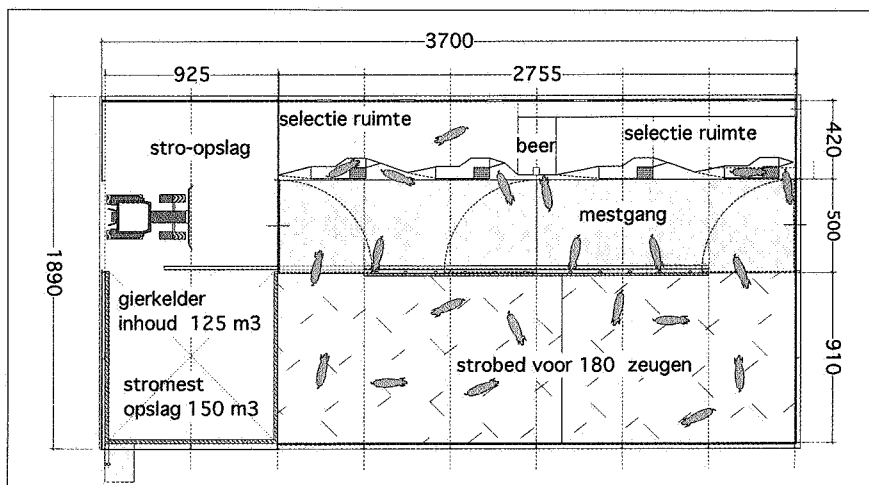 3700
925
2755
selectie ruimte
beer
selectie ruimte
stro-opslag
420
mestgang
500
1890
gierkelder
inhoud 125 m3
strobed voor 180 zeugen
910
stromest
opslag 150 m3